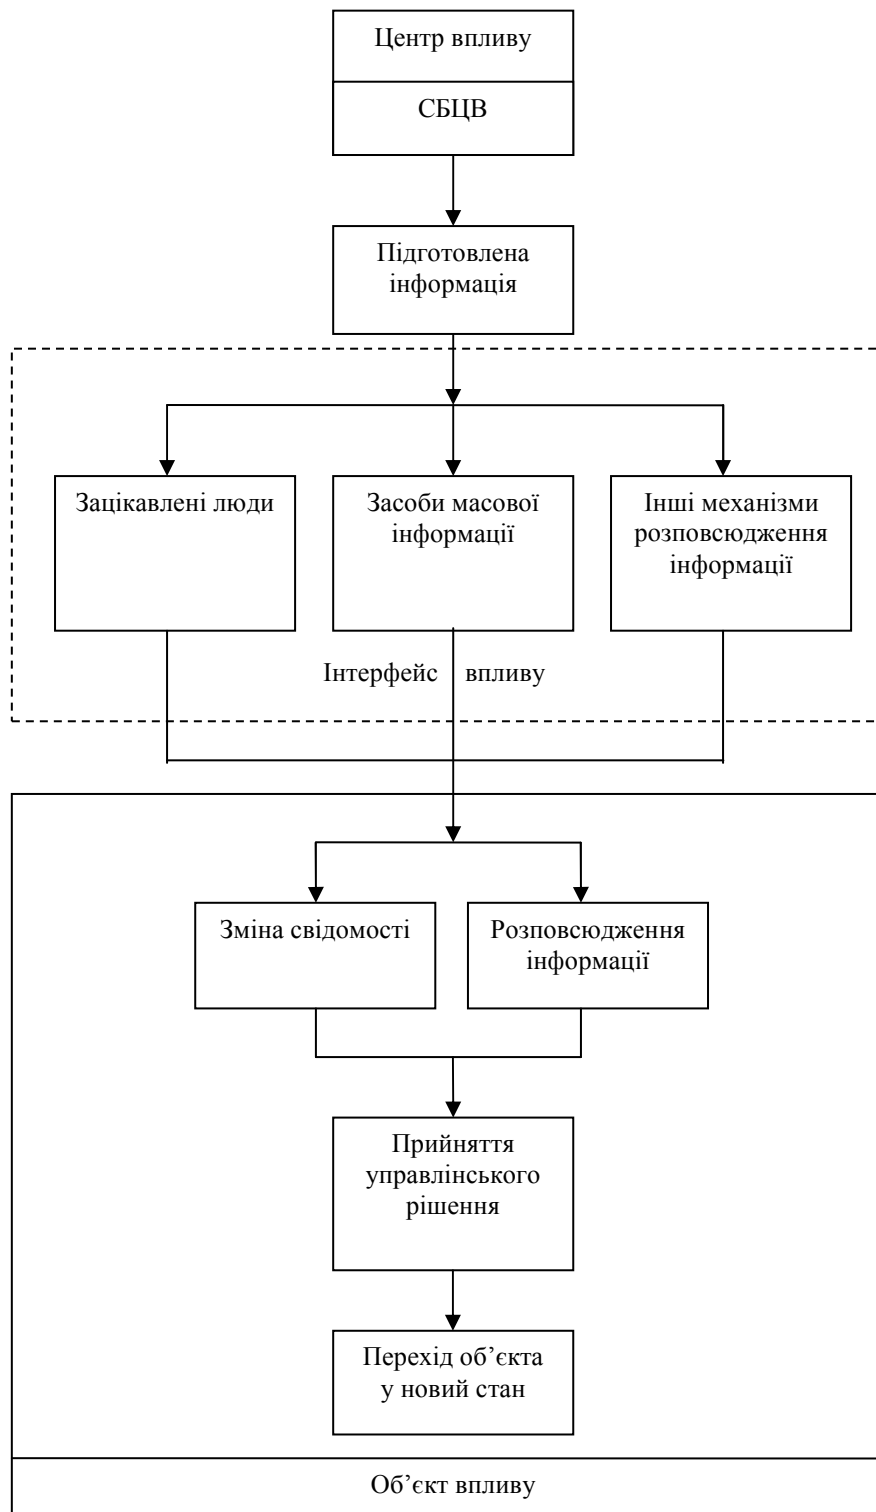 Центр впливу
СБЦВ
Підготовлена
інформація
Зацікавлені люди
Засоби масової
інформації
Інші механізми
розповсюдження
інформації
Інтерфейс впливу
Зміна свідомості
Розповсюдження
інформації
Прийняття
управлінського
рішення
Перехід об’єкта
у новий стан
Об’єкт впливу